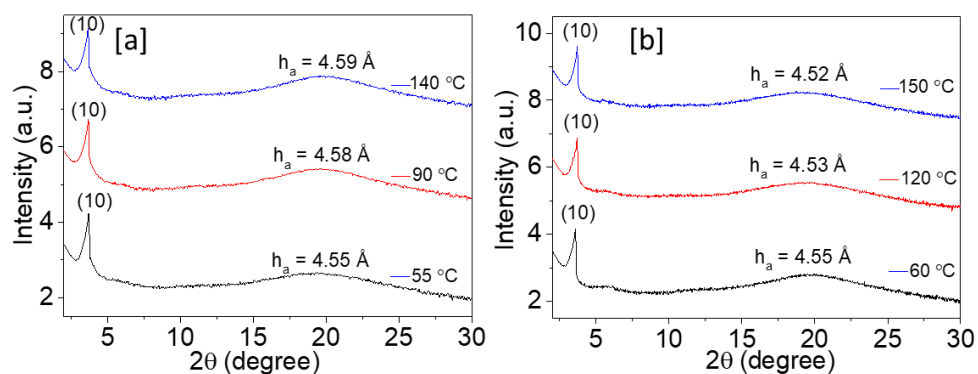 [a]
(10)
h_a = 4.59 Å
140 °C
(10)
h_a = 4.58 Å
90 °C
(10)
h_a = 4.55 Å
55 °C
8
6
4
2
Intensity (a.u.)
5 10 15 20 25 30
2θ (degree)
[b]
(10)
h_a = 4.52 Å
150 °C
(10)
h_a = 4.53 Å
120 °C
(10)
h_a = 4.55 Å
60 °C
10
8
6
4
2
Intensity (a.u.)
5 10 15 20 25 30
2θ (degree)